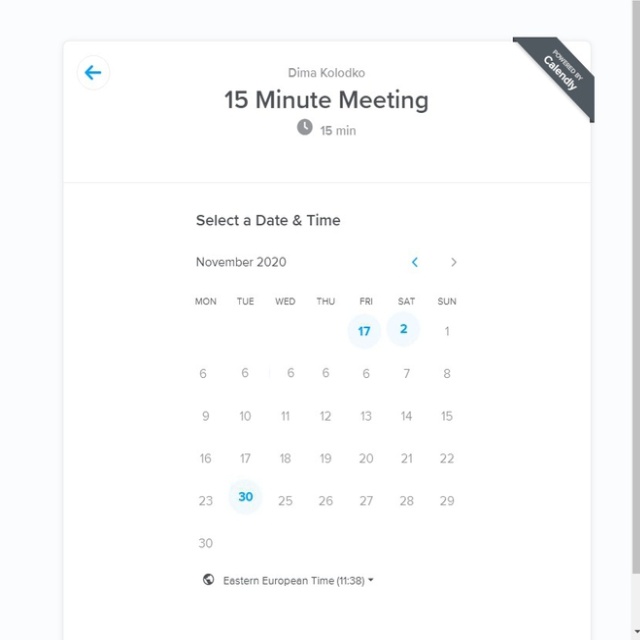 Dima Kolodko
POWERED BY
Calendly
15 Minute Meeting
15 min
Select a Date & Time
November 2020
MON TUE WED THU FRI SAT SUN
17 2 1
6 6 6 6 6 7 8
9 10 11 12 13 14 15
16 17 18 19 20 21 22
23 30 25 26 27 28 29
30
Eastern European Time (11:38)